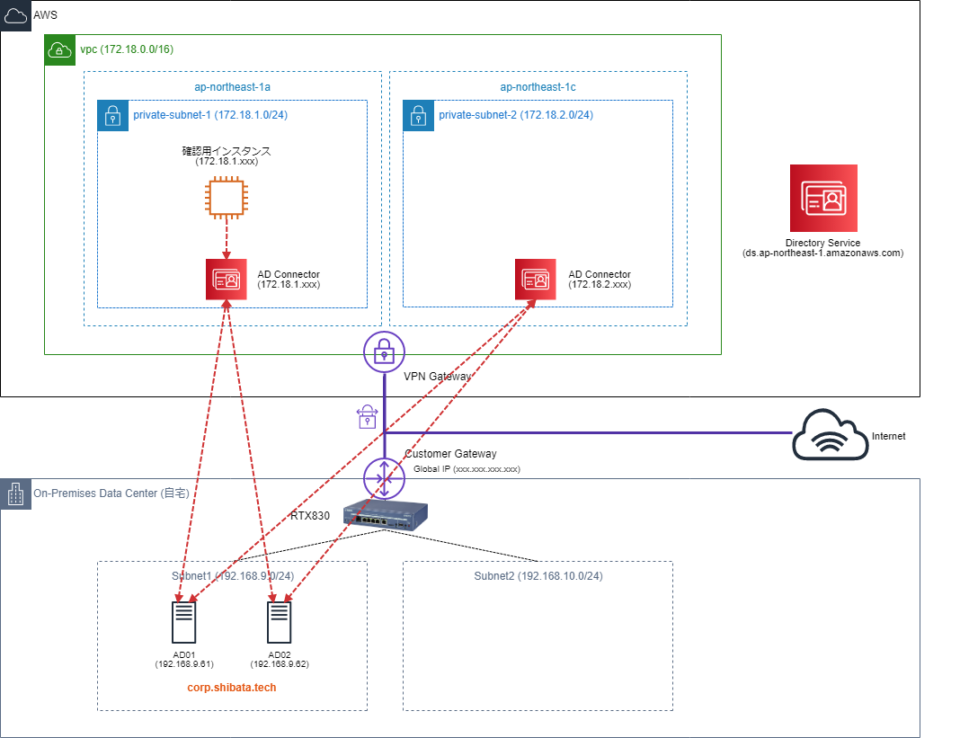 AWS
vpc (172.18.0.0/16)
ap-northeast-1a
ap-northeast-1c
private-subnet-1 (172.18.1.0/24)
private-subnet-2 (172.18.2.0/24)
確認用インスタンス
(172.18.1.xxx)
AD Connector
(172.18.1.xxx)
AD Connector
(172.18.2.xxx)
Directory Service
(ds.ap-northeast-1.amazonaws.com)
VPN Gateway
Internet
Customer Gateway
Global IP (xxx.xxx.xxx.xxx)
On-Premises Data Center (自宅)
RTX830
Subnet1 (192.168.9.0/24)
Subnet2 (192.168.10.0/24)
AD01
(192.168.9.61)
AD02
(192.168.9.62)
corp.shibata.tech